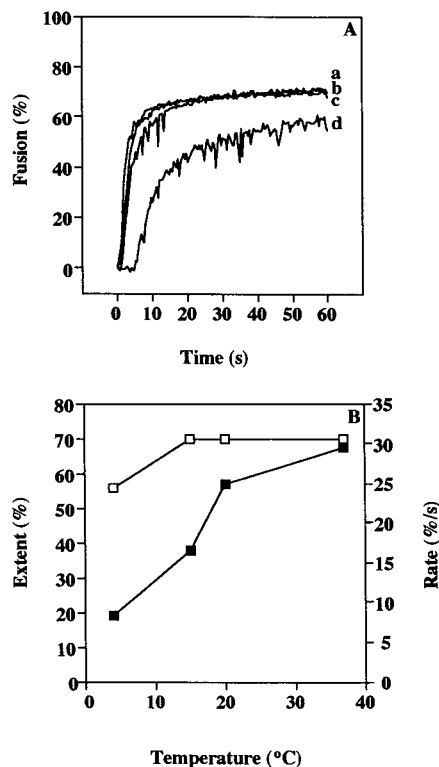 A
100
80
60
40
20
0
Fusion (%)
a
b
c
d
0 10 20 30 40 50 60
Time (s)
B
80
70
60
50
40
30
20
10
0
Extent (%)
35
30
25
20
15
10
5
0
Rate (%/s)
0 10 20 30 40
Temperature (°C)